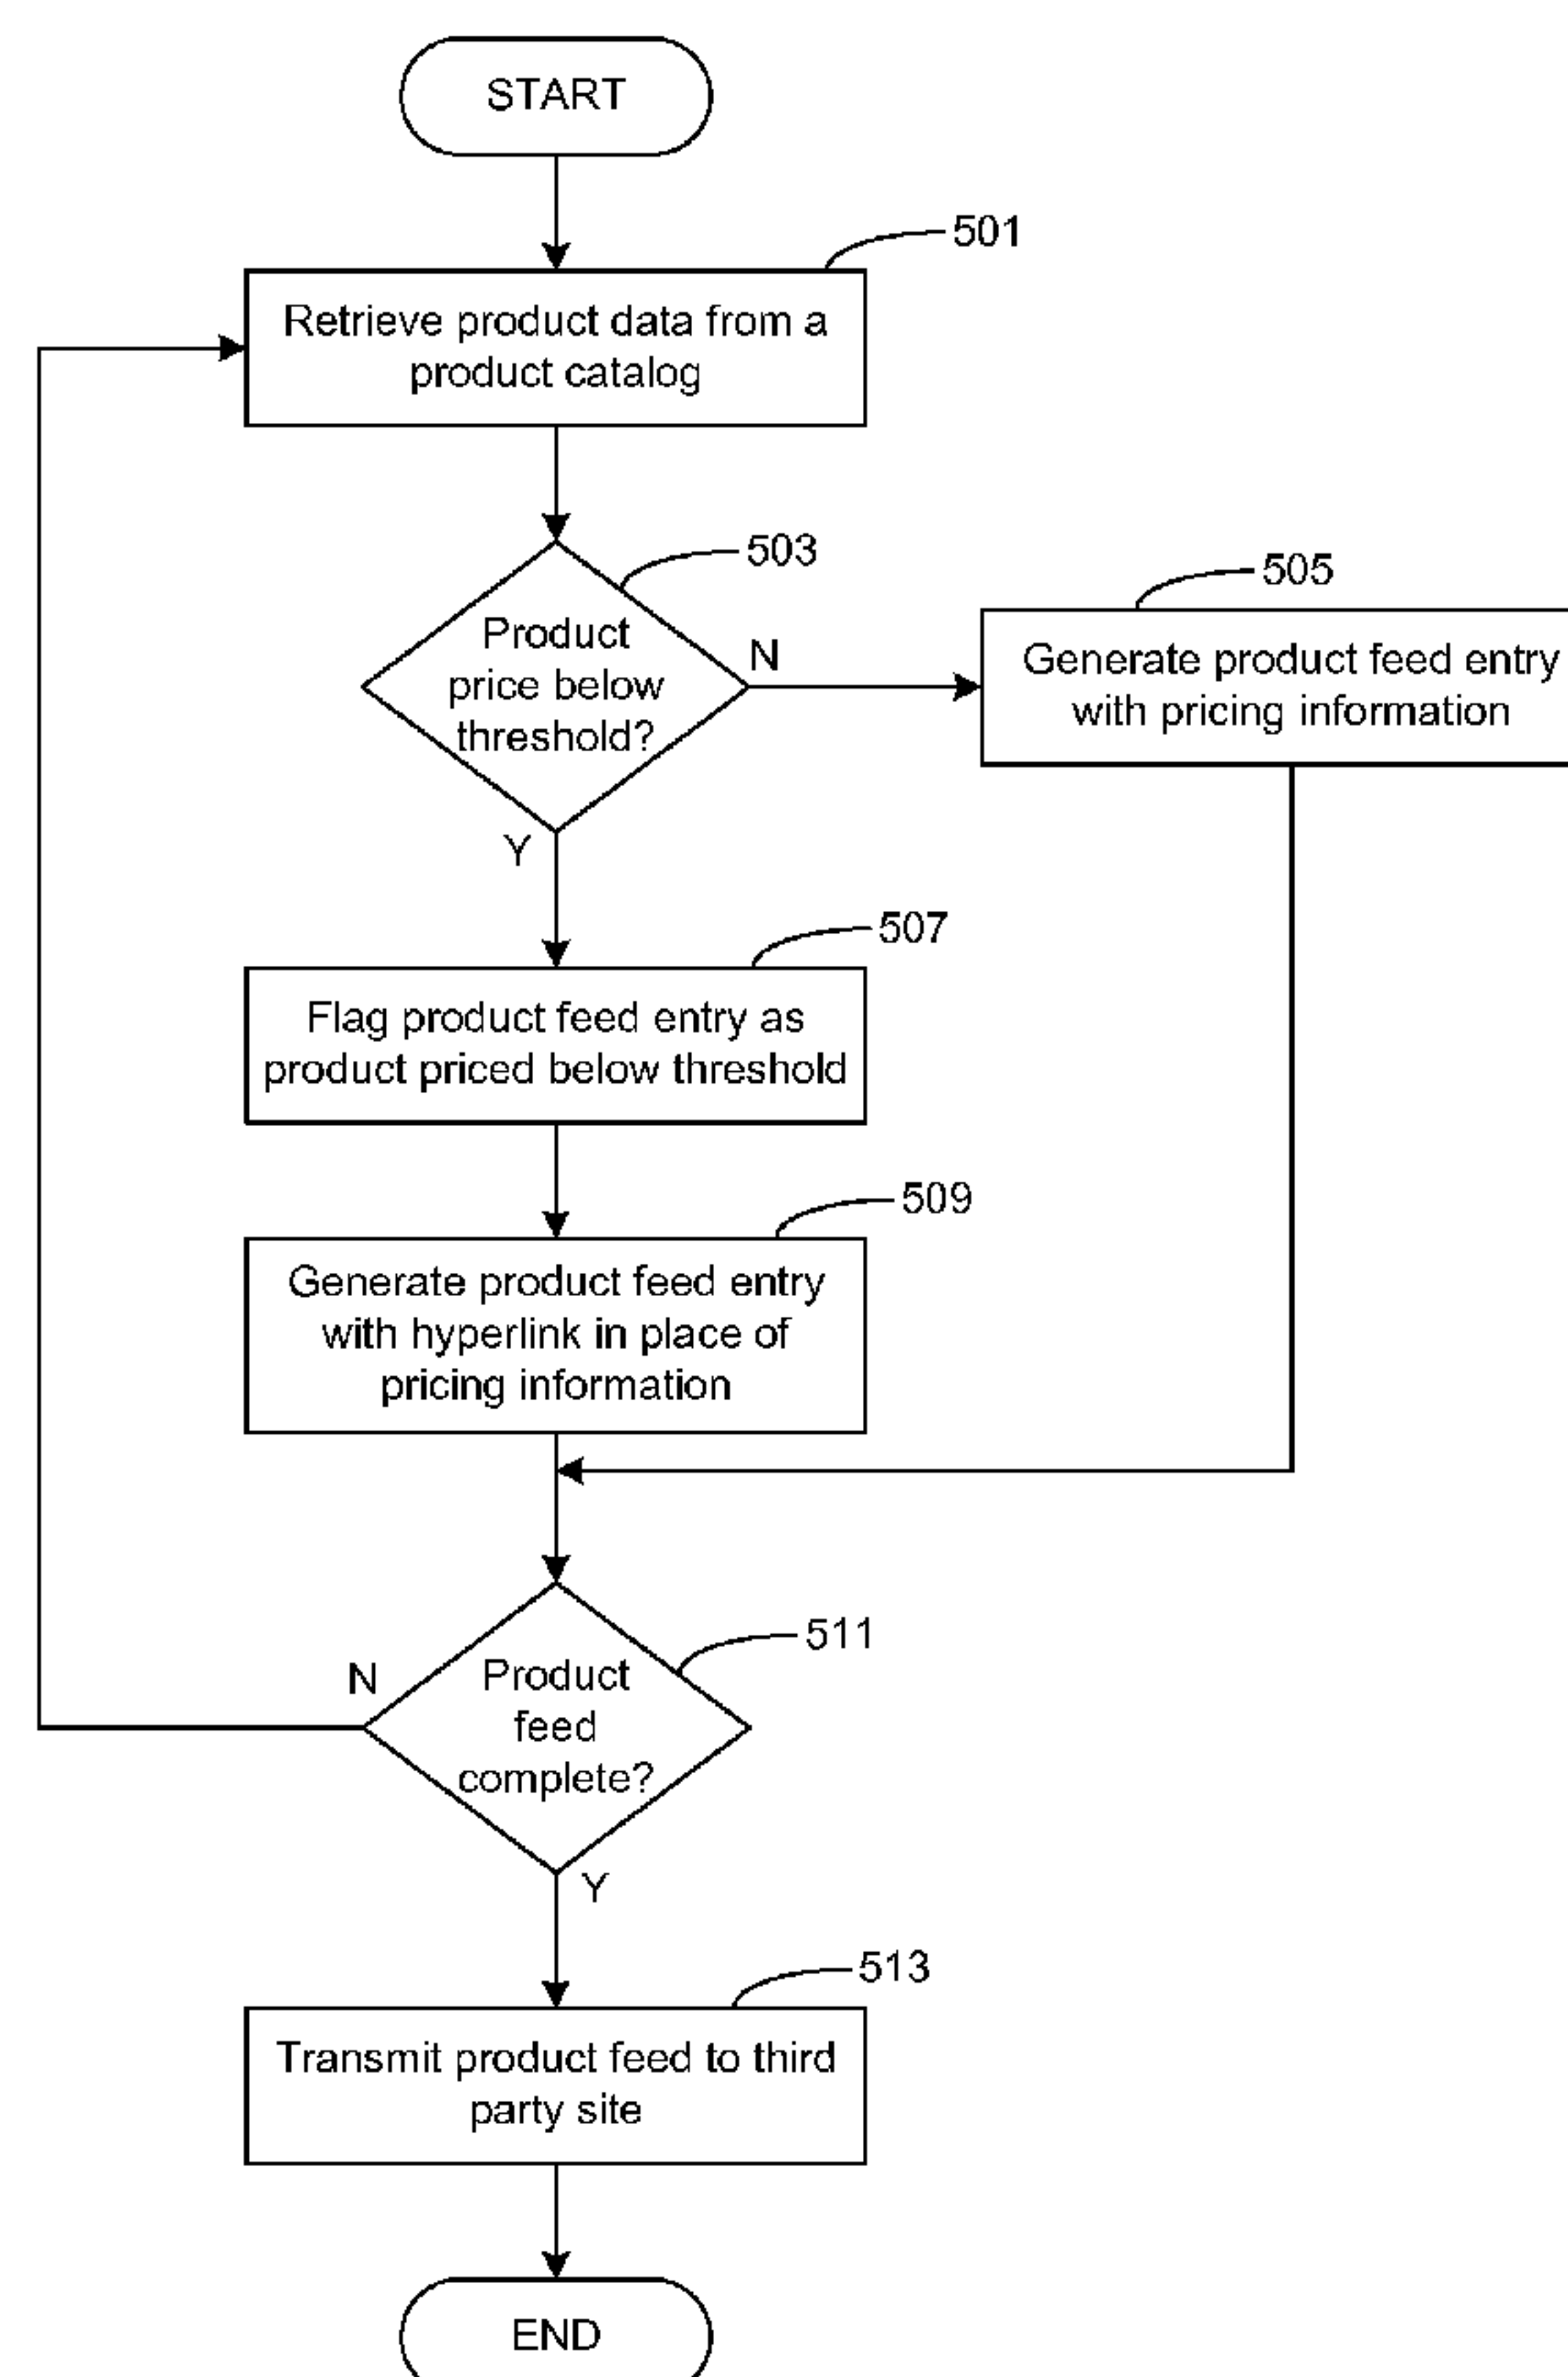 START
501
Retrieve product data from a
product catalog
503
Product
price below
threshold?
N
505
Generate product feed entry
with pricing information
Y
507
Flag product feed entry as
product priced below threshold
509
Generate product feed entry
with hyperlink in place of
pricing information
511
N
Product
feed
complete?
Y
513
Transmit product feed to third
party site
END